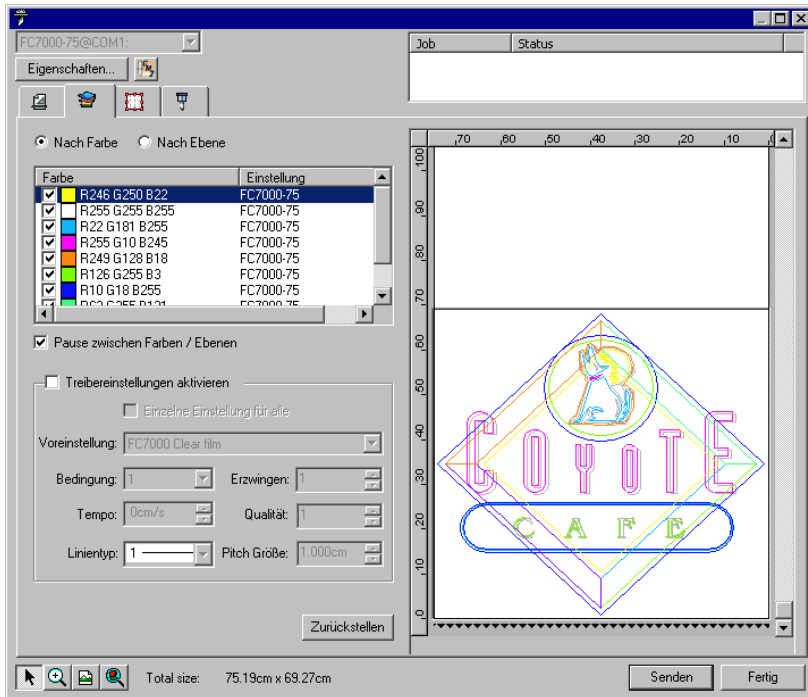 FC7000-75@COM1:
Job Status
Eigenschaften...
Nach Farbe Nach Ebene
Farbe Einstellung
R246 G250 B22 FC7000-75
R255 G255 B255 FC7000-75
R22 G181 B255 FC7000-75
R255 G10 B245 FC7000-75
R249 G128 B18 FC7000-75
R126 G255 B3 FC7000-75
R10 G18 B255 FC7000-75
FC7000-75
Pause zwischen Farben / Ebenen
Treibereinstellungen aktivieren
Einzelne Einstellung für alle
Voreinstellung: FC7000 Clear film
Bedingung: 1 Erzwingen: 1
Tempo: 0cm/s Qualität: 1
Linientyp: 1 Pitch Größe: 1.000cm
Zurückstellen
70 60 50 40 30 20 10
100
90
80
70
60
50
40
30
20
10
0
COYOTE
CAFE
Total size: 75.19cm x 69.27cm
Senden Fertig